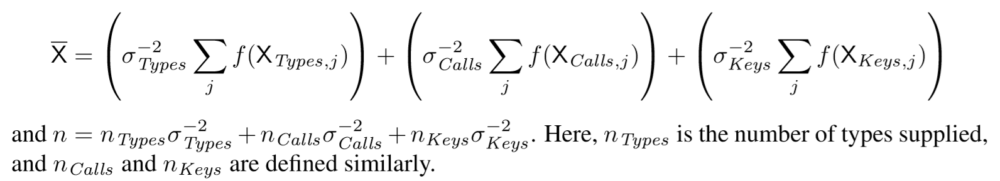 $\overline{\mathsf{X}} = \left( \sigma_{Types}^{-2} \sum_{j} f(\mathsf{X}_{Types,j}) \right) + \left( \sigma_{Calls}^{-2} \sum_{j} f(\mathsf{X}_{Calls,j}) \right) + \left( \sigma_{Keys}^{-2} \sum_{j} f(\mathsf{X}_{Keys,j}) \right)$
and $n = n_{Types}\sigma_{Types}^{-2} + n_{Calls}\sigma_{Calls}^{-2} + n_{Keys}\sigma_{Keys}^{-2}$. Here, $n_{Types}$ is the number of types supplied,
and $n_{Calls}$ and $n_{Keys}$ are defined similarly.